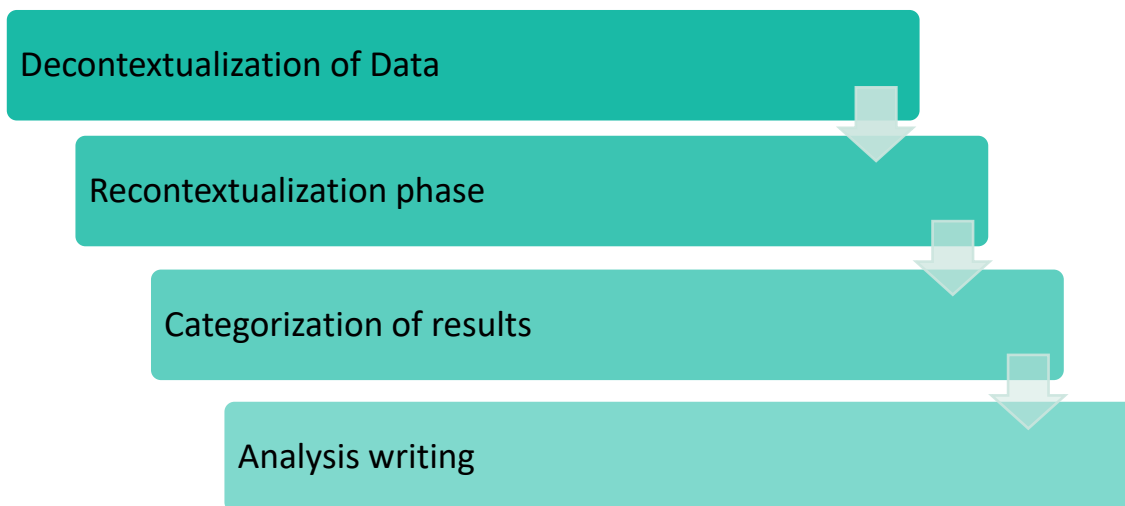 Decontextualization of Data
Recontextualization phase
Categorization of results
Analysis writing